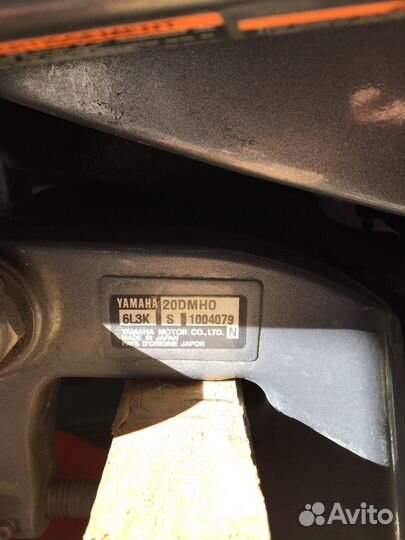 YAMAHA 20DMHO
6L3K S 1004079
YAMAHA MOTOR CO., LTD. N
MADE IN JAPAN
PAYS D'ORIGINE JAPON
Avito